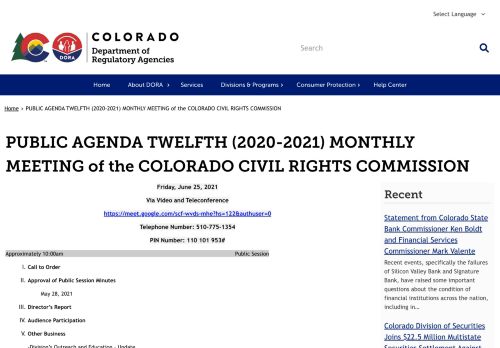 Select Language
COLORADO
Department of
Regulatory Agencies
DORA
Search
Home
About DORA
Services
Divisions & Programs
Consumer Protection
Help Center
Home > PUBLIC AGENDA TWELFTH (2020-2021) MONTHLY MEETING of the COLORADO CIVIL RIGHTS COMMISSION
PUBLIC AGENDA TWELFTH (2020-2021) MONTHLY
MEETING of the COLORADO CIVIL RIGHTS COMMISSION
Friday, June 25, 2021
Via Video and Teleconference
https://meet.google.com/scf-wvds-mhe?hs=122&authuser=0
Telephone Number: 510-775-1354
PIN Number: 110 101 953#
Approximately 10:00am Public Session
I. Call to Order
II. Approval of Public Session Minutes
May 28, 2021
III. Director's Report
IV. Audience Participation
V. Other Business
-Division's Outreach and Education - Update
Recent
Statement from Colorado State
Bank Commissioner Ken Boldt
and Financial Services
Commissioner Mark Valente
Recent events, specifically the failures
of Silicon Valley Bank and Signature
Bank, have raised some important
questions about the condition of
financial institutions across the nation,
including in...
Colorado Division of Securities
Joins $22.5 Million Multistate
Securities Settlement Against